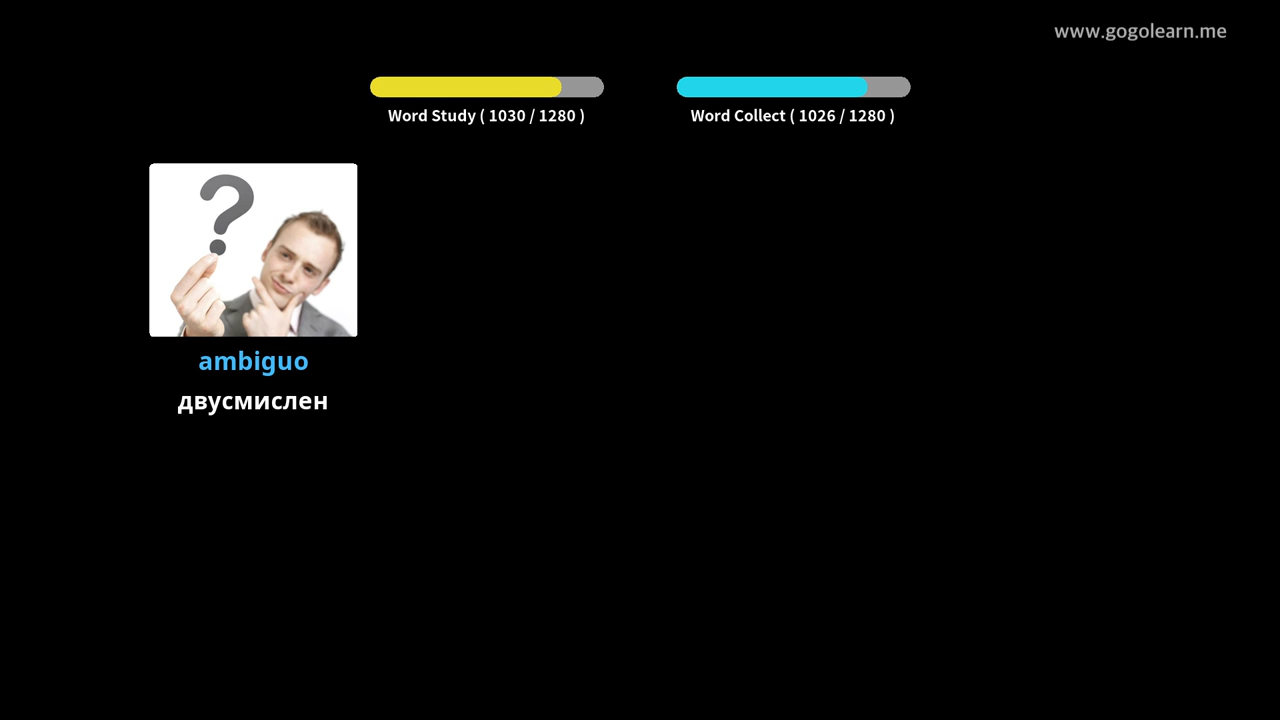 www.gogolearn.me
Word Study ( 1030 / 1280 )
Word Collect ( 1026 / 1280 )
?
ambiguo
двусмислен